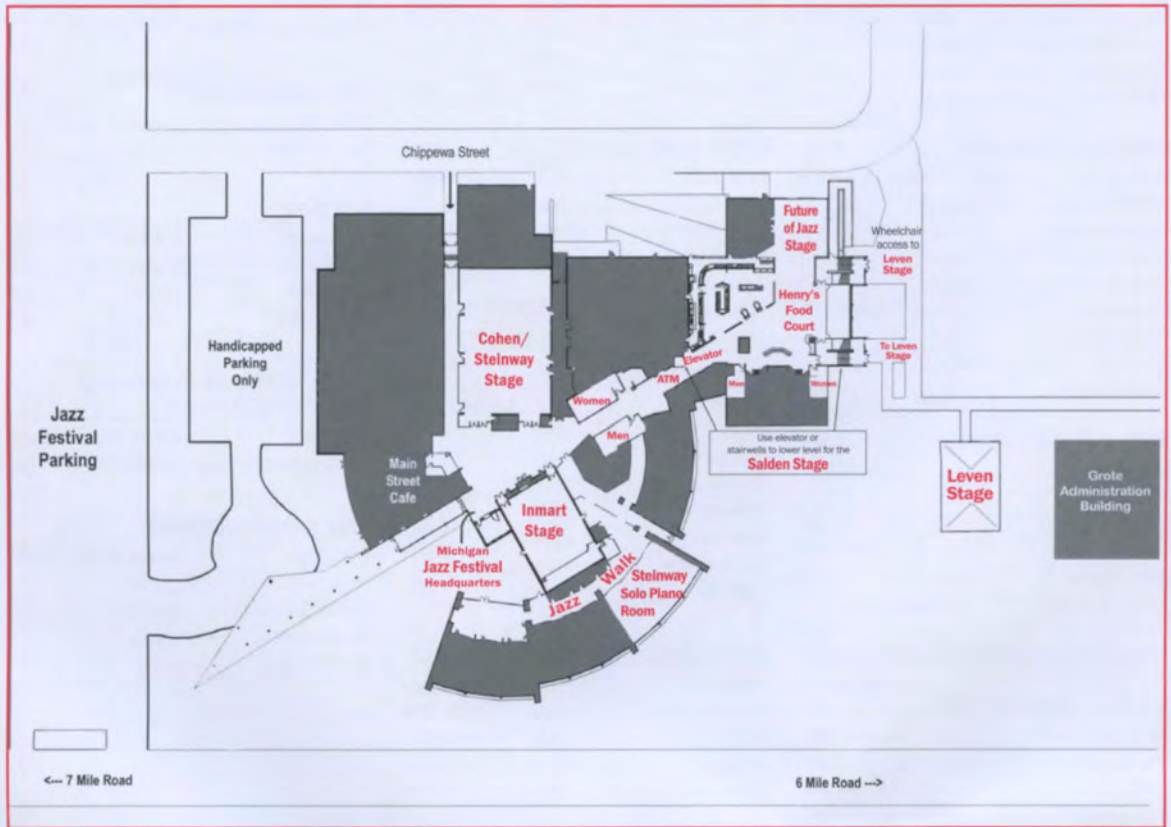 Chippewa Street
Future
of Jazz
Stage
Wheelchair
access to
Leven
Stage
Henry's
Food
Court
Handicapped
Parking
Only
Cohen/
Steinway
Stage
To Leven
Stage
Elevator
ATM
Men
Women
Women
Jazz
Festival
Parking
Men
Use elevator or
stairwells to lower level for the
Salden Stage
Main
Street
Cafe
Leven
Stage
Grote
Administration
Building
Inmart
Stage
Michigan
Jazz Festival
Headquarters
Jazz Walk
Steinway
Solo Piano
Room
<--- 7 Mile Road
6 Mile Road --->